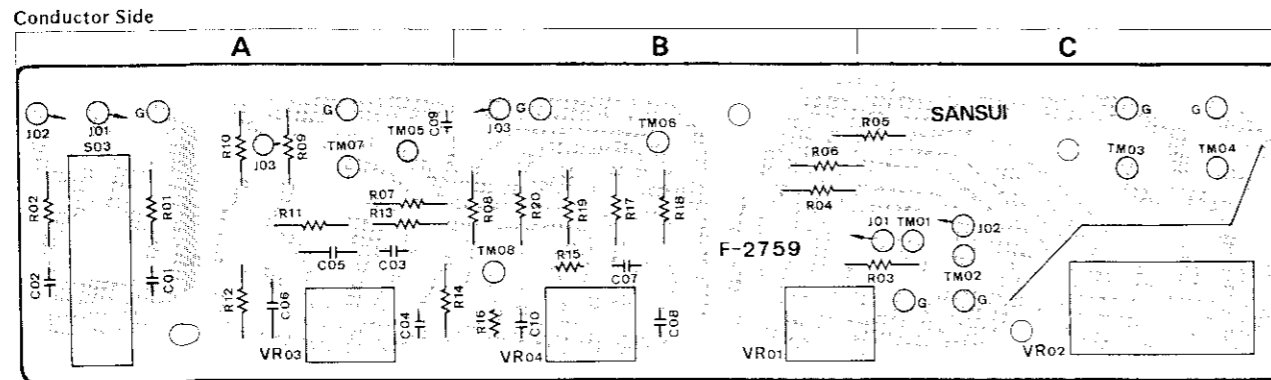 Conductor Side
A B C
J02 J01 G G C09 J03 G SANSUI G G
S03 R10 J03 R09 TM07 TM05 TM06 R05 TM03 TM04
R06
R02 R01 R07 R08 R20 R19 R17 R18 R04
R11 R13 J01 TM01 J02
C05 C03 TM08 R15 C07 F-2759 R03 TM02
C02 C01 R12 C06 R14 G G
C04 R16 C10 C08
VR03 VR04 VR01 VR02